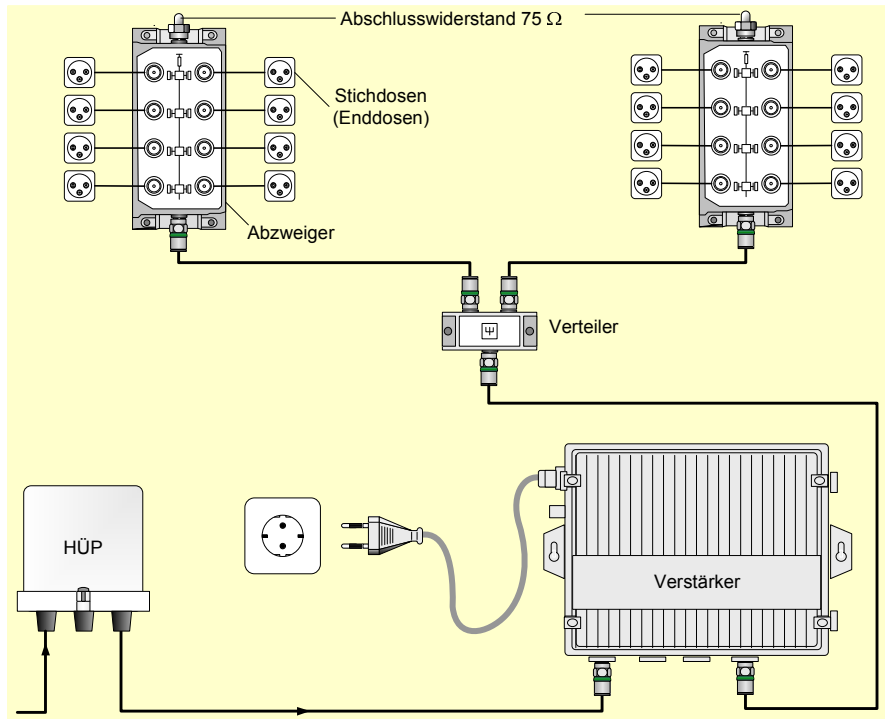 Abschlusswiderstand 75 Ω
Stichdosen
(Enddosen)
Abzweiger
Verteiler
HÜP
Verstärker